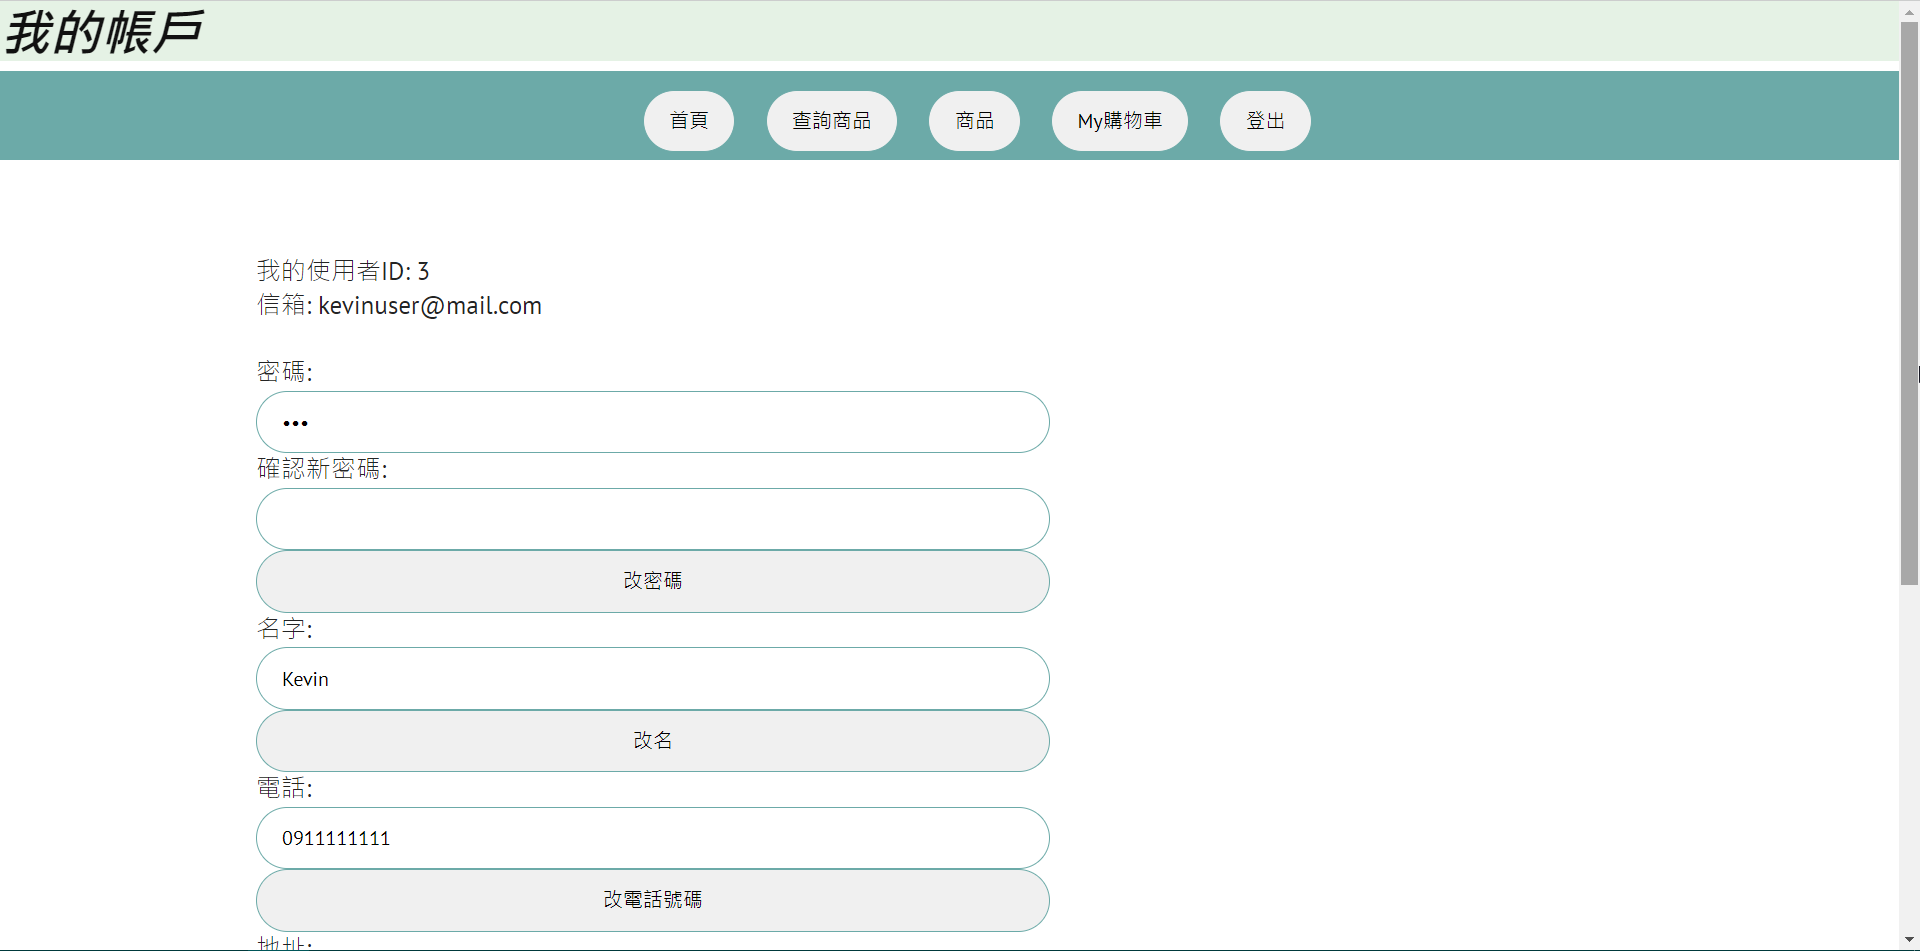 我的帳戶
首頁 查詢商品 商品 My購物車 登出
我的使用者ID: 3
信箱: kevinuser@mail.com
密碼:
•••
確認新密碼:
改密碼
名字:
Kevin
改名
電話:
0911111111
改電話號碼
地址: